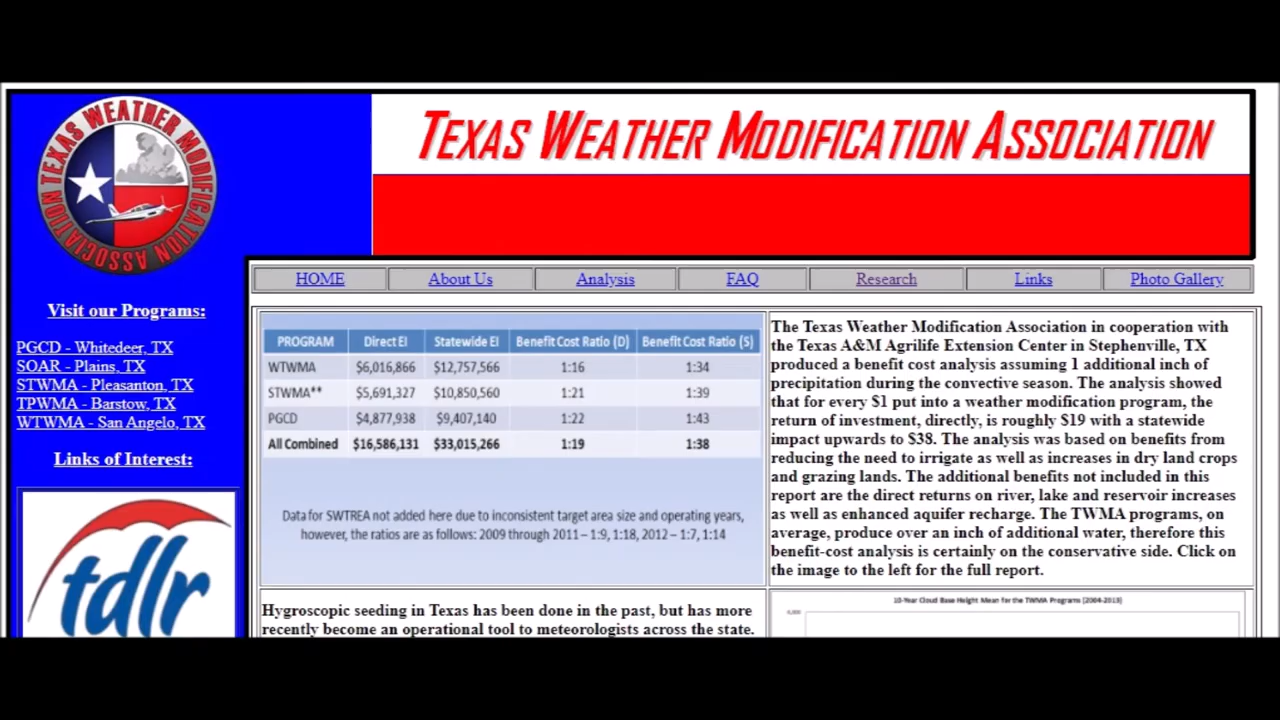 TEXAS WEATHER MODIFICATION ASSOCIATION
TEXAS WEATHER MODIFICATION ASSOCIATION
HOME About Us Analysis FAQ Research Links Photo Gallery
Visit our Programs:
PGCD - Whitedeer, TX
SOAR - Plains, TX
STWMA - Pleasanton, TX
TPWMA - Barstow, TX
WTWMA - San Angelo, TX
Links of Interest:
tdlr
PROGRAM Direct EI Statewide EI Benefit Cost Ratio (D) Benefit Cost Ratio (S)
WTWMA $6,016,866 $12,757,566 1:16 1:34
STWMA** $5,691,327 $10,850,560 1:21 1:39
PGCD $4,877,938 $9,407,140 1:22 1:43
All Combined $16,586,131 $33,015,266 1:19 1:38
Data for SWTREA not added here due to inconsistent target area size and operating years,
however, the ratios are as follows: 2009 through 2011 – 1:9, 1:18, 2012 – 1:7, 1:14
The Texas Weather Modification Association in cooperation with
the Texas A&M Agrilife Extension Center in Stephenville, TX
produced a benefit cost analysis assuming 1 additional inch of
precipitation during the convective season. The analysis showed
that for every $1 put into a weather modification program, the
return of investment, directly, is roughly $19 with a statewide
impact upwards to $38. The analysis was based on benefits from
reducing the need to irrigate as well as increases in dry land crops
and grazing lands. The additional benefits not included in this
report are the direct returns on river, lake and reservoir increases
as well as enhanced aquifer recharge. The TWMA programs, on
average, produce over an inch of additional water, therefore this
benefit-cost analysis is certainly on the conservative side. Click on
the image to the left for the full report.
Hygroscopic seeding in Texas has been done in the past, but has more
recently become an operational tool to meteorologists across the state.
10-Year Cloud Base Height Mean for the TWMA Programs (2004-2013)